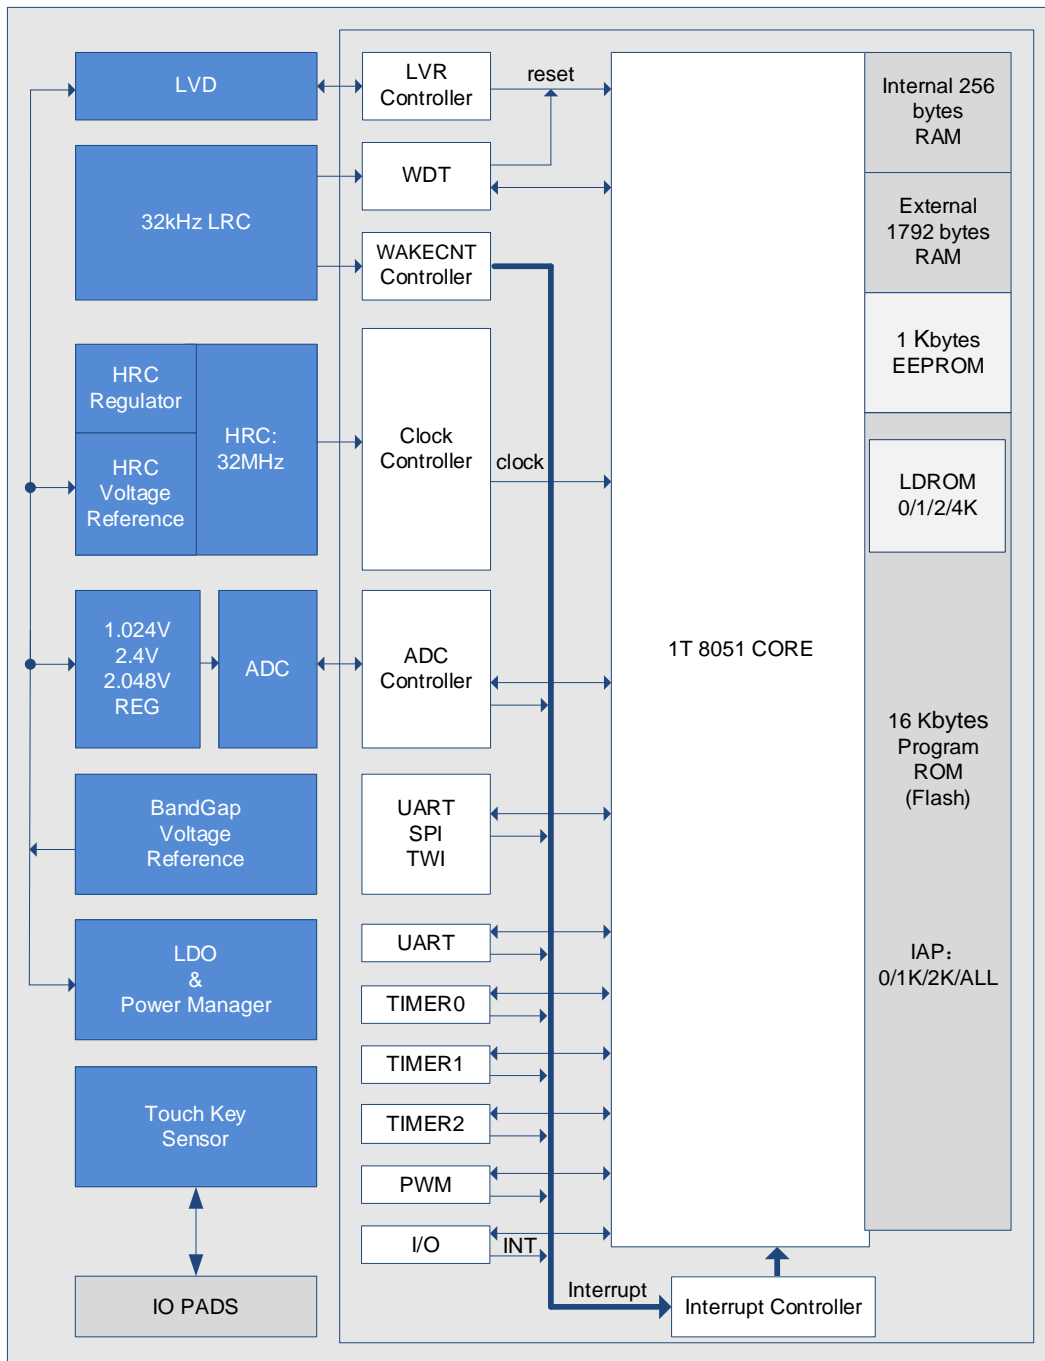 LVD
LVR
Controller
reset
Internal 256
bytes
RAM
32kHz LRC
WDT
WAKECNT
Controller
External
1792 bytes
RAM
HRC
Regulator
HRC
Voltage
Reference
HRC:
32MHz
Clock
Controller
clock
1 Kbytes
EEPROM
LDROM
0/1/2/4K
1.024V
2.4V
2.048V
REG
ADC
ADC
Controller
1T 8051 CORE
16 Kbytes
Program
ROM
(Flash)
BandGap
Voltage
Reference
UART
SPI
TWI
LDO
&
Power Manager
UART
IAP：
0/1K/2K/ALL
TIMER0
TIMER1
Touch Key
Sensor
TIMER2
PWM
I/O
INT
IO PADS
Interrupt
Interrupt Controller